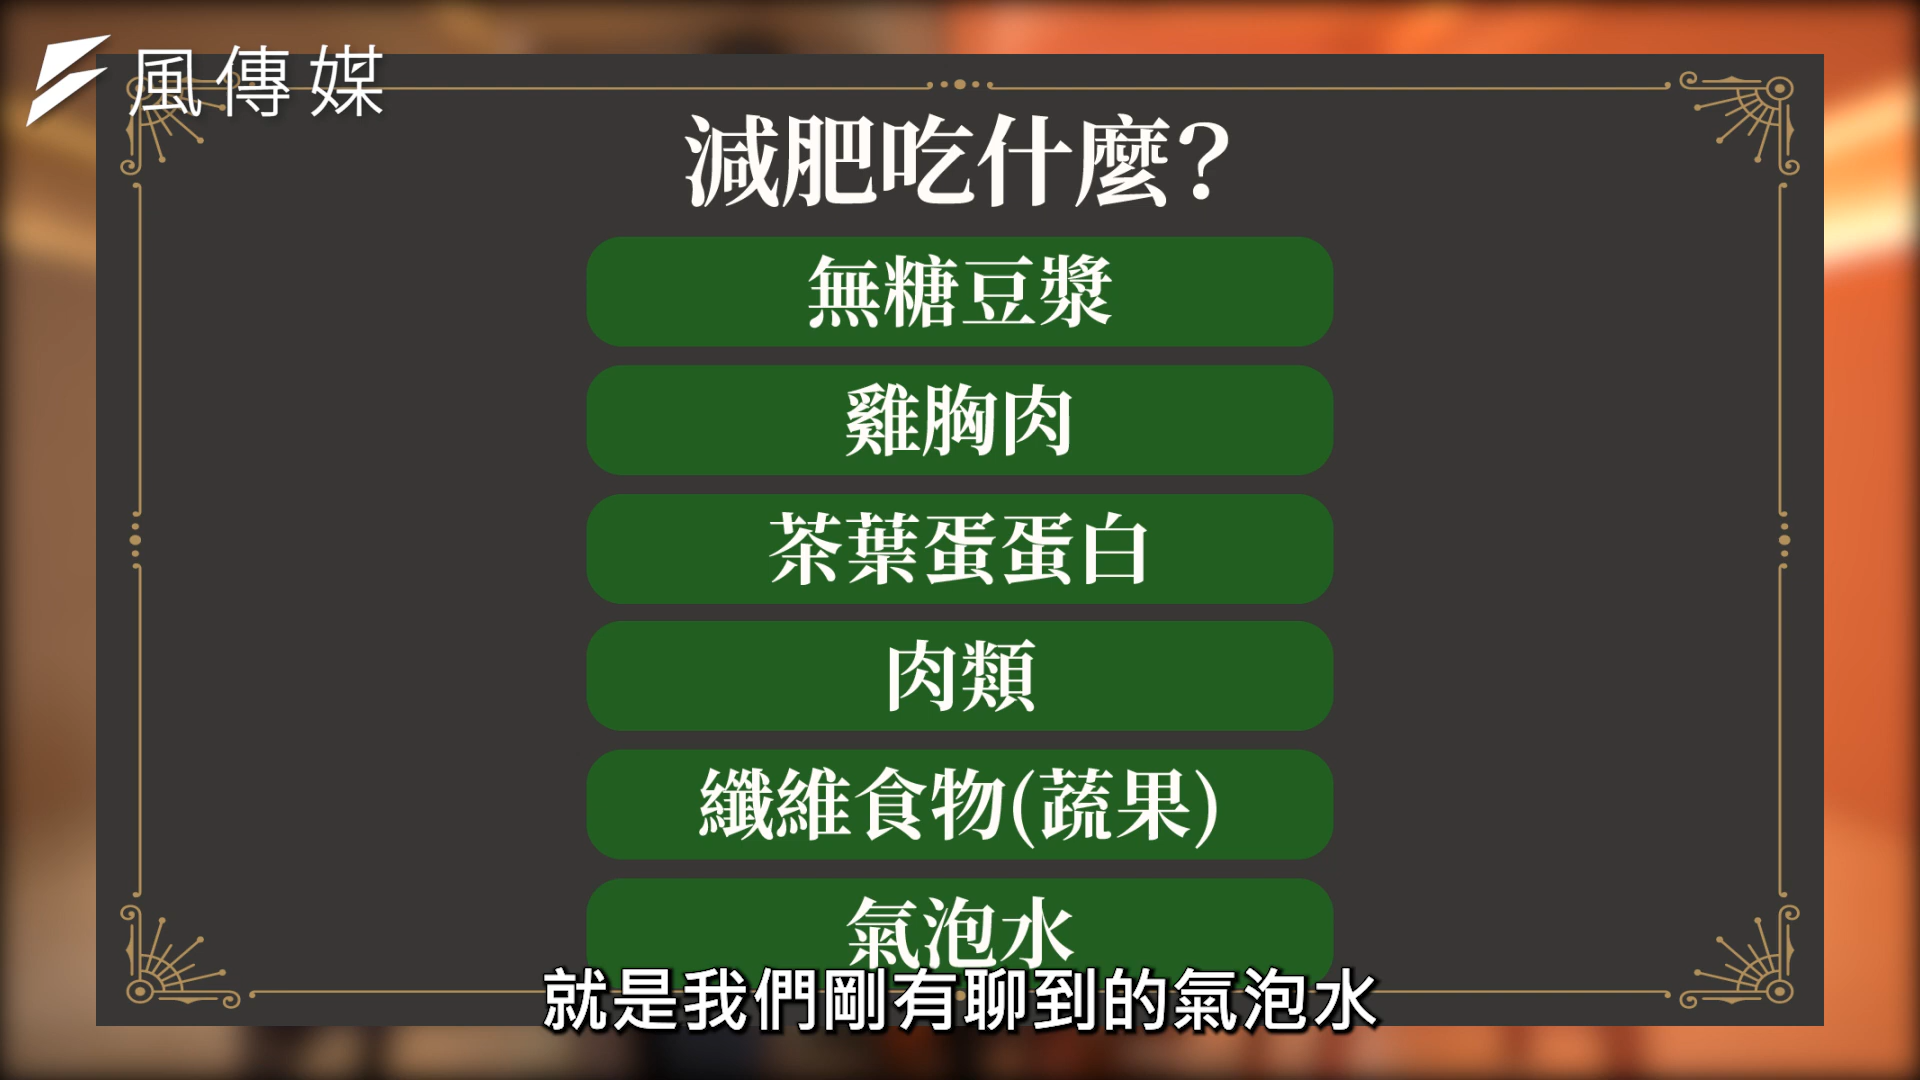 風傳媒
減肥吃什麼?
無糖豆漿
雞胸肉
茶葉蛋蛋白
肉類
纖維食物(蔬果)
氣泡水
就是我們剛有聊到的氣泡水